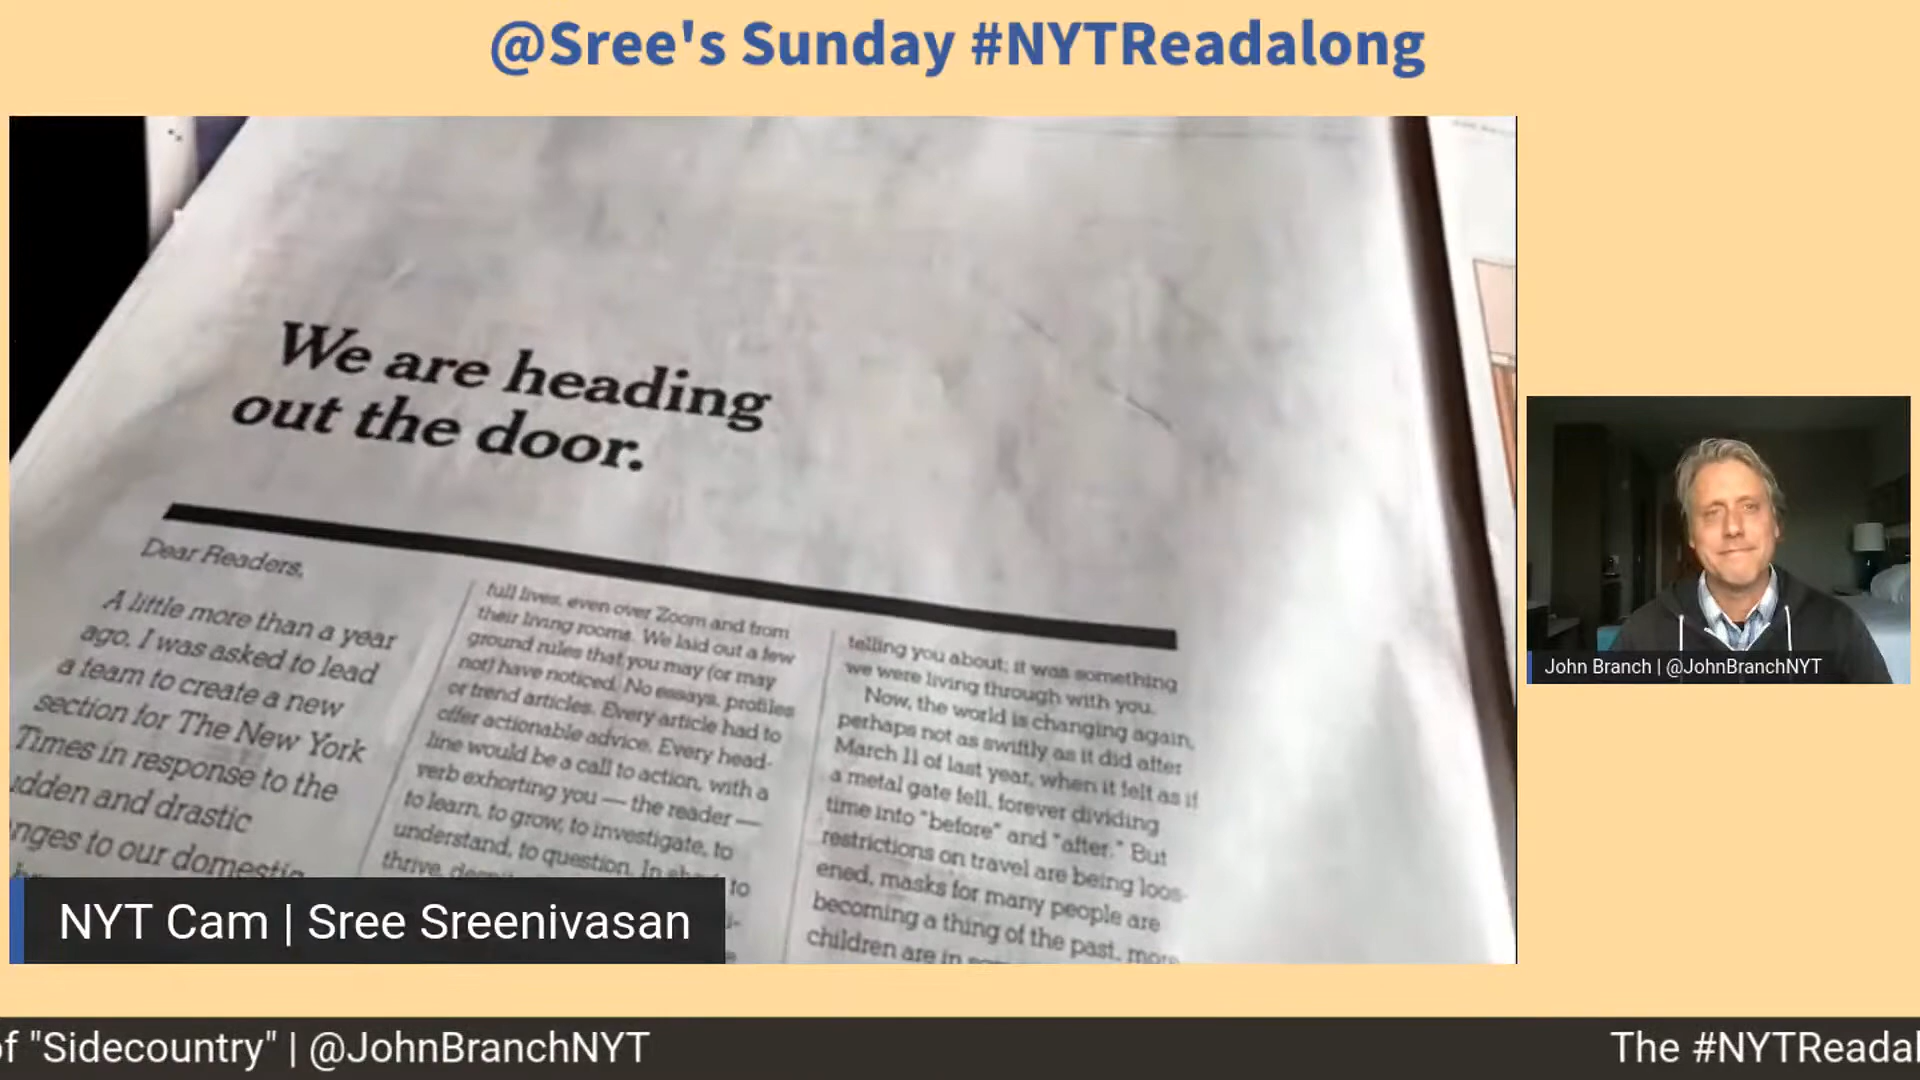 @Sree's Sunday #NYTReadalong
We are heading
out the door.
Dear Readers,
A little more than a year
ago, I was asked to lead
a team to create a new
section for The New York
Times in response to the
dden and drastic
nges to our domestic
full lives, even over Zoom and from
their living rooms. We laid out a few
ground rules that you may (or may
not) have noticed. No essays, profiles
or trend articles. Every article had to
offer actionable advice. Every head-
line would be a call to action, with a
verb exhorting you — the reader —
to learn, to grow, to investigate, to
understand, to question. In to
thrive,
telling you about; it was something
we were living through with you.
Now, the world is changing again,
perhaps not as swiftly as it did after
March 11 of last year, when it felt as if
a metal gate fell, forever dividing
time into "before" and "after." But
restrictions on travel are being loos-
ened, masks for many people are
becoming a thing of the past, more
children are in
NYT Cam | Sree Sreenivasan
John Branch | @JohnBranchNYT
of "Sidecountry" | @JohnBranchNYT
The #NYTReadal